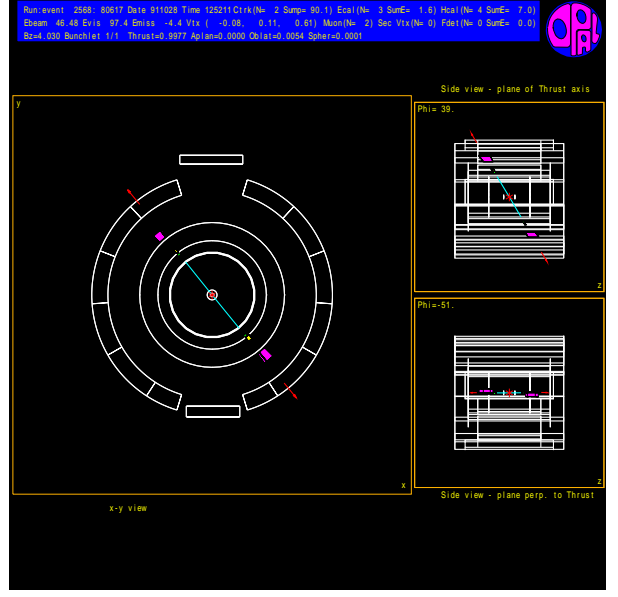 Run:event 2568: 80617 Date 911028 Time 125211 Ctrk(N= 2 Sump= 90.1) Ecal(N= 3 SumE= 1.6) Hcal(N= 4 SumE= 7.0)
Ebeam 46.48 Evis 97.4 Emiss -4.4 Vtx ( -0.08, 0.11, 0.61) Muon(N= 2) Sec Vtx(N= 0) Fdet(N= 0 SumE= 0.0)
Bz=4.030 Bunchlet 1/1 Thrust=0.9977 Aplan=0.0000 Oblat=0.0054 Spher=0.0001
OPAL
Side view - plane of Thrust axis
y
Phi= 39.
z
Phi=-51.
x
z
Side view - plane perp. to Thrust
x-y view